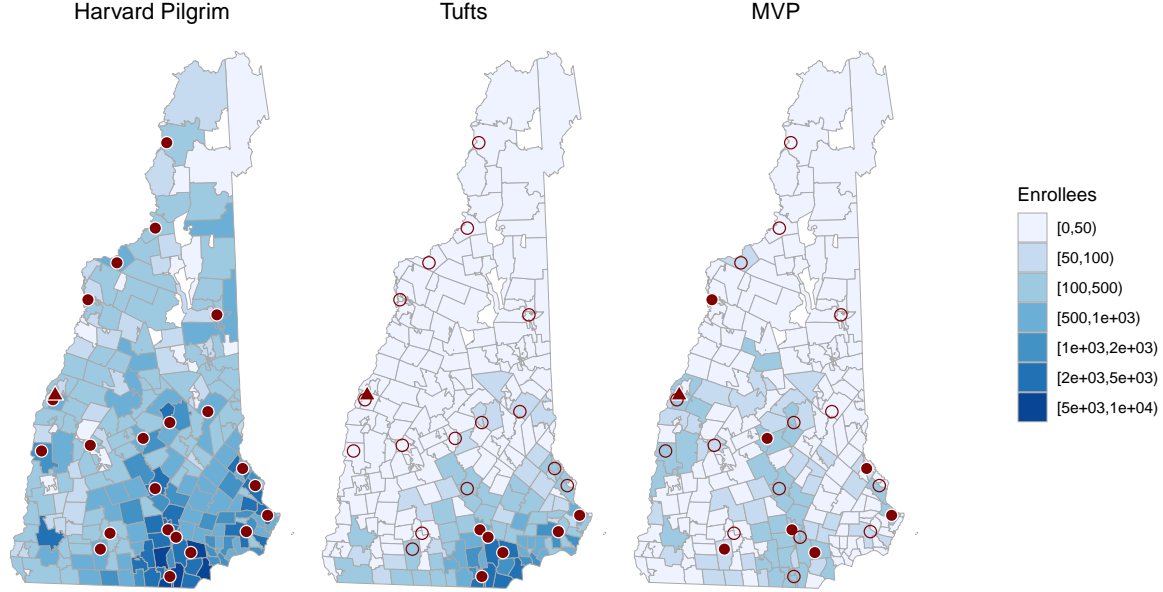 Harvard Pilgrim
Tufts
MVP
Enrollees
[0,50)
[50,100)
[100,500)
[500,1e+03)
[1e+03,2e+03)
[2e+03,5e+03)
[5e+03,1e+04)